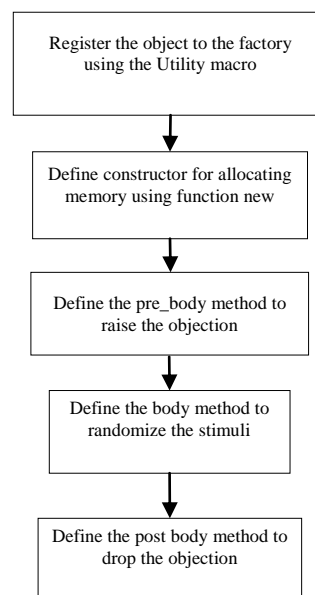 Register the object to the factory
using the Utility macro
Define constructor for allocating
memory using function new
Define the pre_body method to
raise the objection
Define the body method to
randomize the stimuli
Define the post body method to
drop the objection